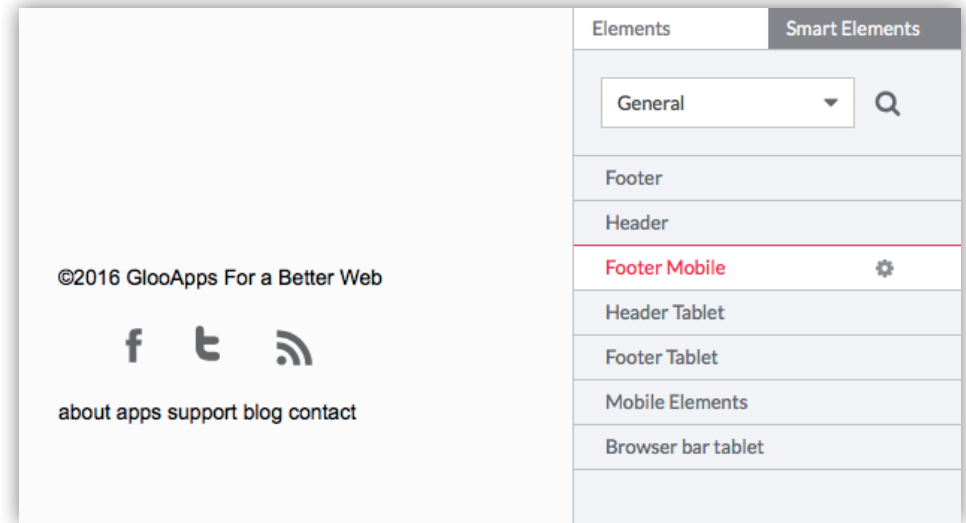 Elements
Smart Elements
General
Footer
Header
Footer Mobile
Header Tablet
Footer Tablet
Mobile Elements
Browser bar tablet
©2016 GlooApps For a Better Web
about apps support blog contact